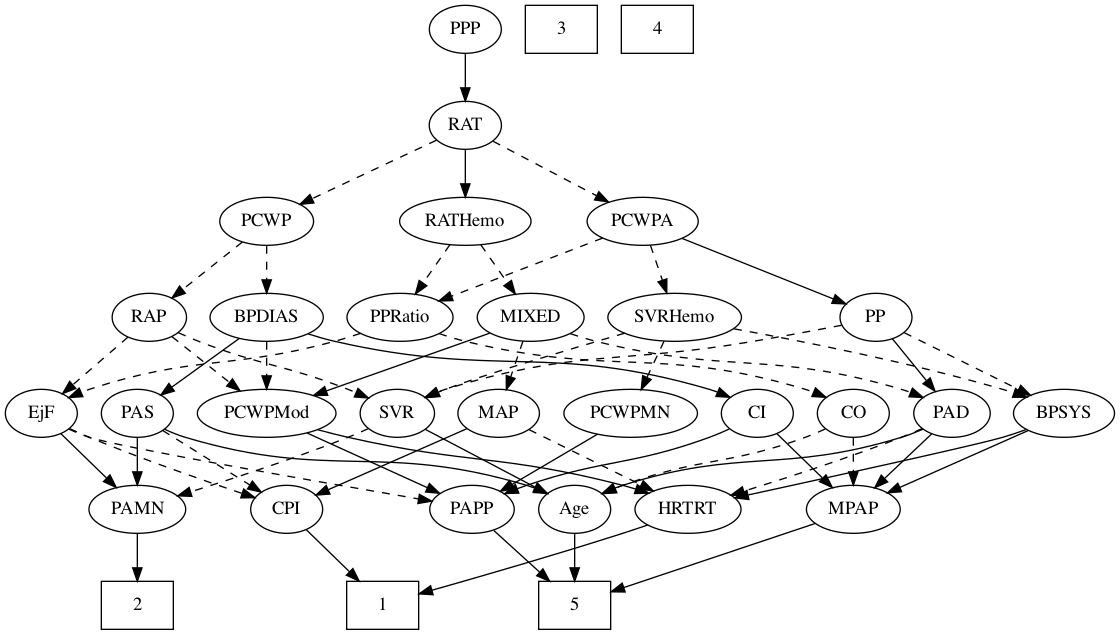 PPP 3 4
RAT
PCWP RATHemo PCWPA
RAP BPDIAS PPRatio MIXED SVRHemo PP
EjF PAS PCWPMod SVR MAP PCWPMN CI CO PAD BPSYS
PAMN CPI PAPP Age HRTRT MPAP
2 1 5